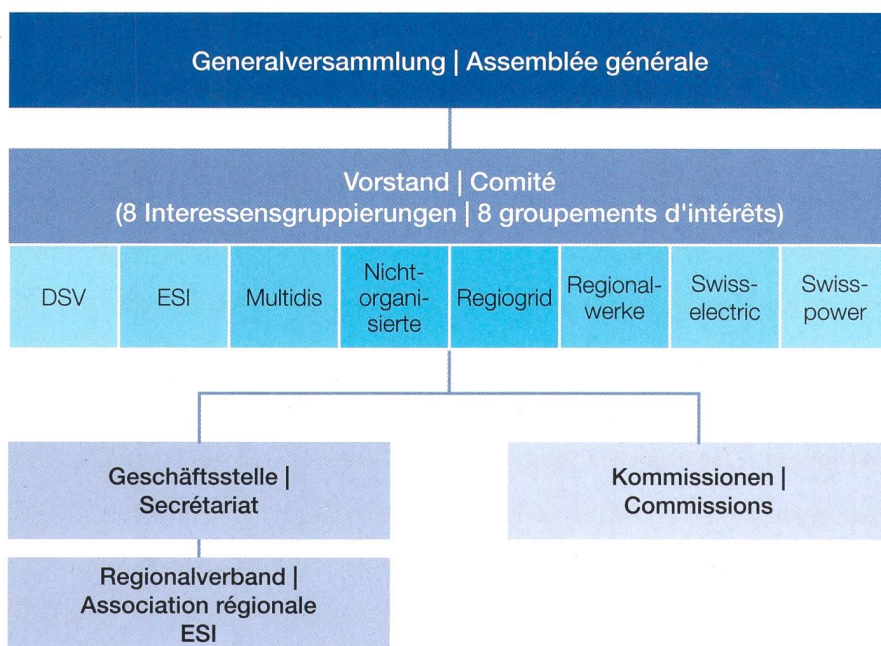 Generalversammlung | Assemblée générale
Vorstand | Comité
(8 Interessensgruppierungen | 8 groupements d'intérêts)
DSV
ESI
Multidis
Nicht-
organi-
sierte
Regiogrid
Regional-
werke
Swiss-
electric
Swiss-
power
Geschäftsstelle |
Secrétariat
Kommissionen |
Commissions
Regionalverband |
Association régionale
ESI